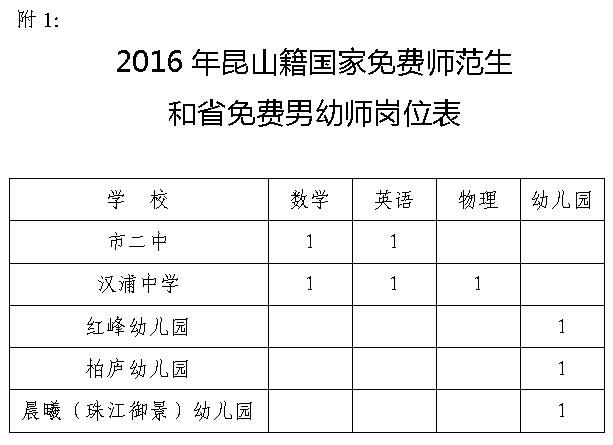 附 1:
2016 年昆山籍国家免费师范生
和省免费男幼师岗位表
学 校 数学 英语 物理 幼儿园
市二中 1 1
汉浦中学 1 1 1
红峰幼儿园 1
柏庐幼儿园 1
晨曦（珠江御景）幼儿园 1